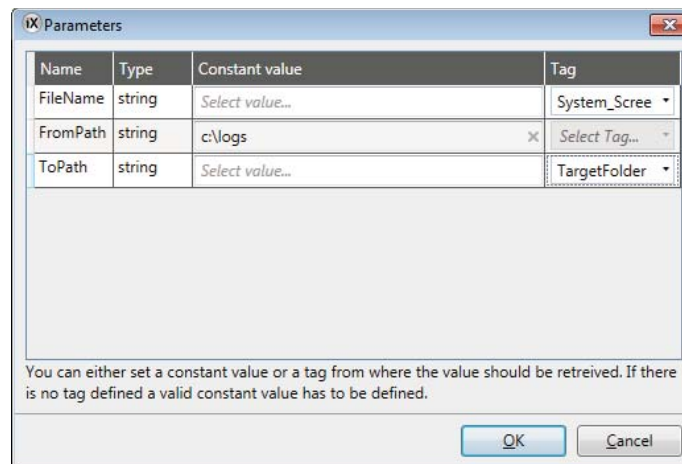 iX Parameters
Name Type Constant value Tag
FileName string Select value... System_Scree
FromPath string c:\logs Select Tag...
ToPath string Select value... TargetFolder
You can either set a constant value or a tag from where the value should be retreived. If there
is no tag defined a valid constant value has to be defined.
OK Cancel